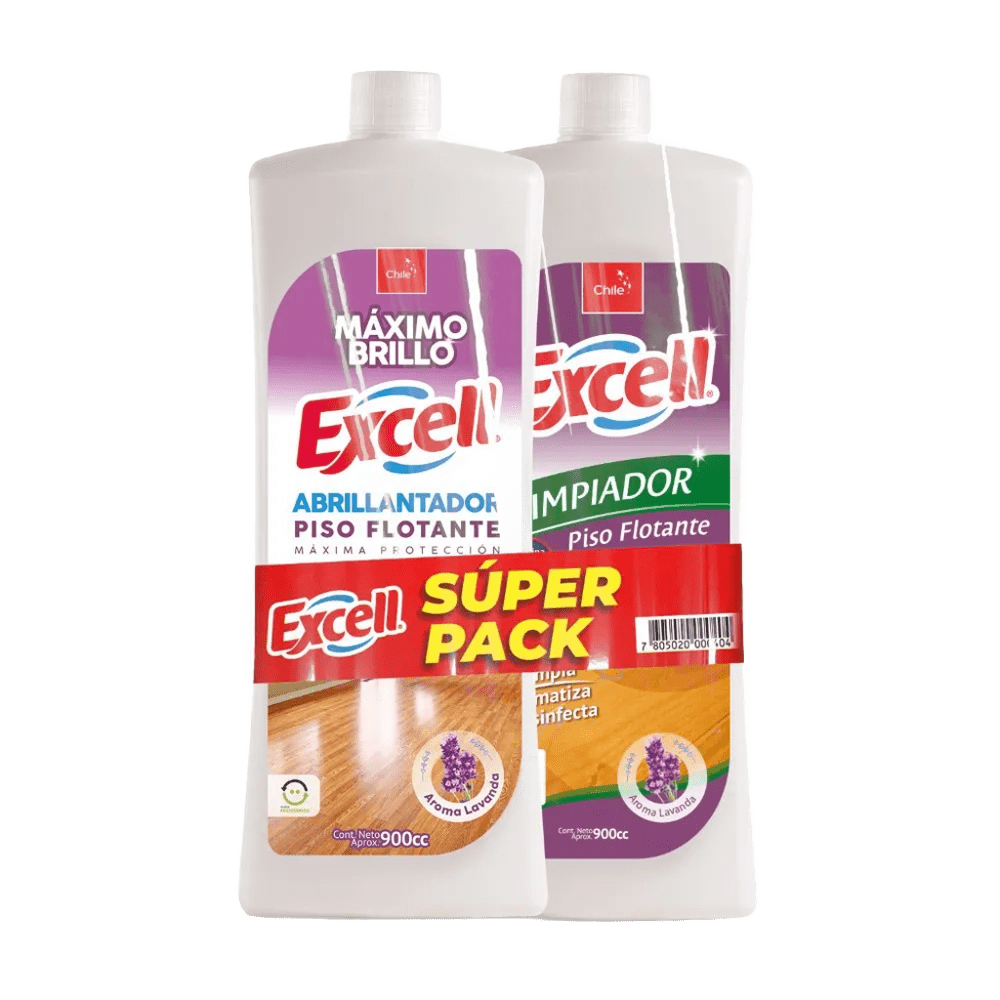 Chile
MÁXIMO
BRILLO
Excell
ABRILLANTADOR
PISO FLOTANTE
MÁXIMA PROTECCIÓN
Aroma Lavanda
Cont. Neto
Aprox. 900cc
Chile
Excell
IMPIADOR
Piso Flotante
mpia
matiza
sinfecta
Aroma Lavanda
Cont. Neto
Aprox. 900cc
Excell
SÚPER
PACK